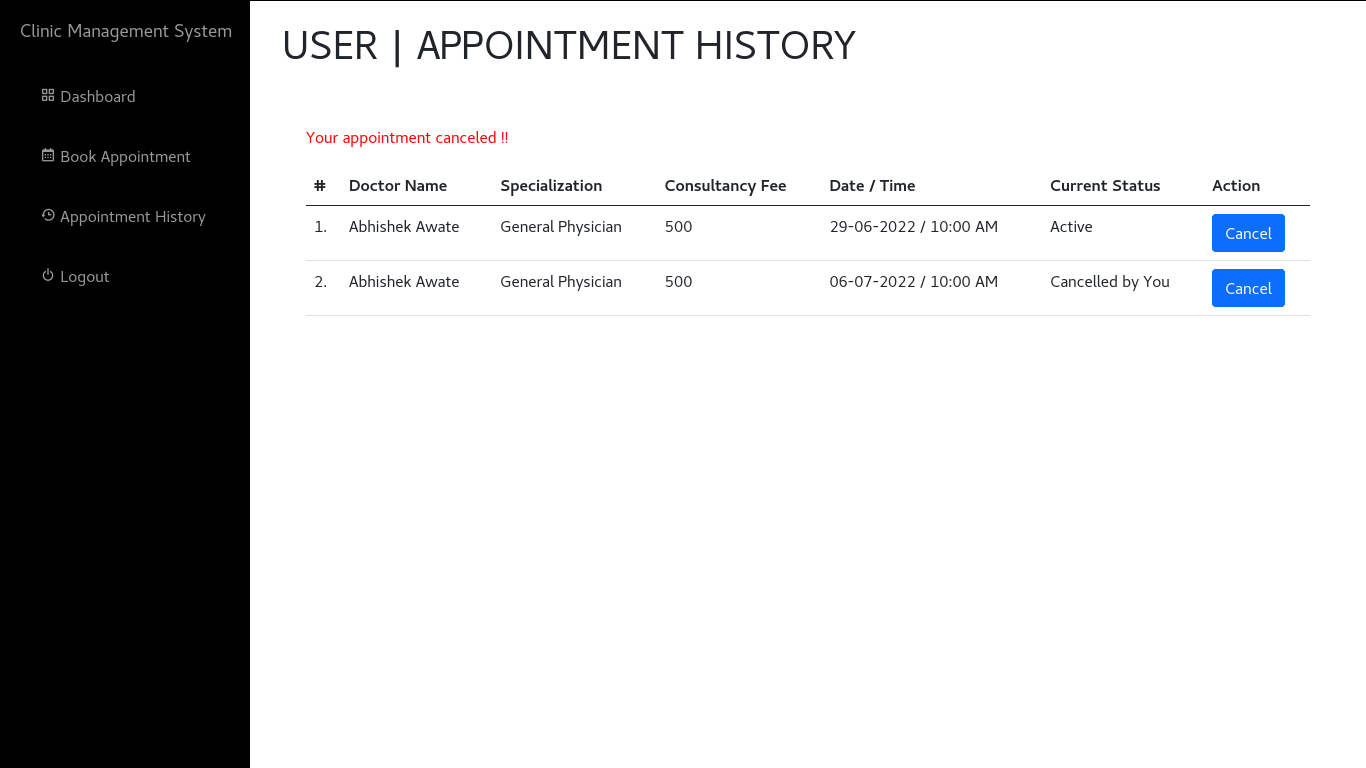 Clinic Management System
Dashboard
Book Appointment
Appointment History
Logout
USER | APPOINTMENT HISTORY
Your appointment canceled !!
# Doctor Name Specialization Consultancy Fee Date / Time Current Status Action
1. Abhishek Awate General Physician 500 29-06-2022 / 10:00 AM Active Cancel
2. Abhishek Awate General Physician 500 06-07-2022 / 10:00 AM Cancelled by You Cancel